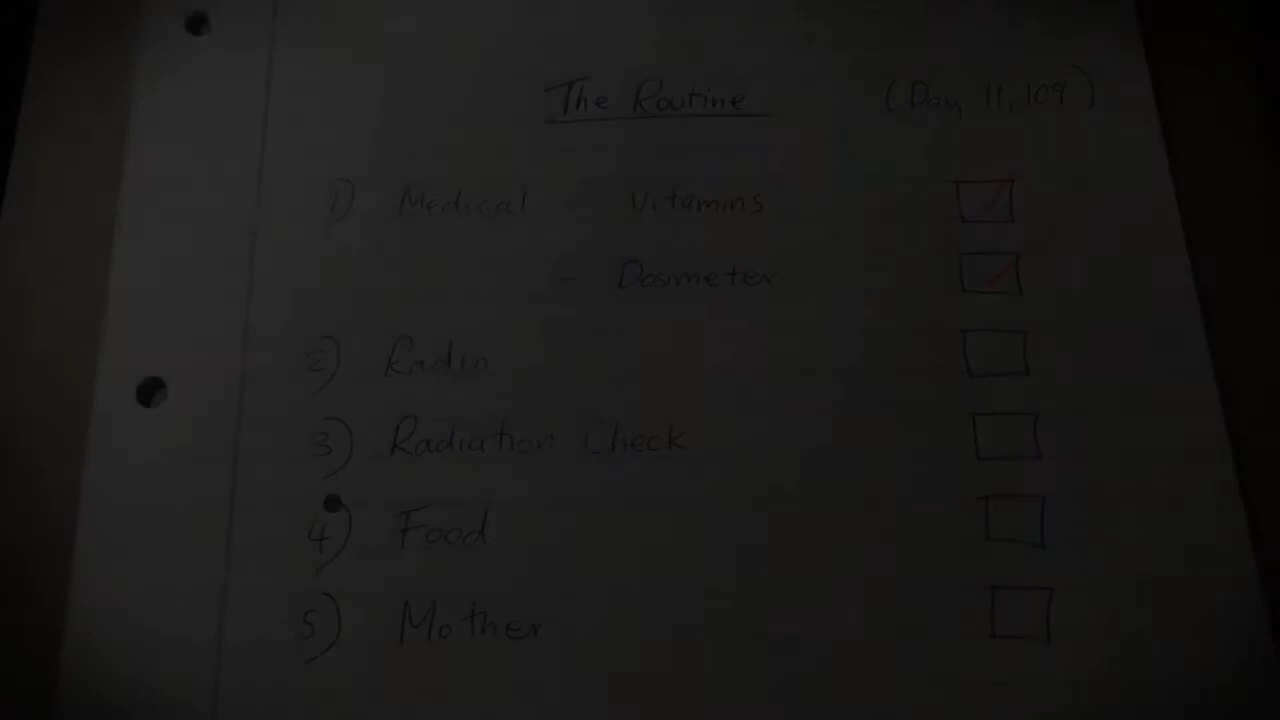 The Routine (Day 11,109)
1) Medical - Vitamins
- Dosimeter
2) Radio
3) Radiation Check
4) Food
5) Mother